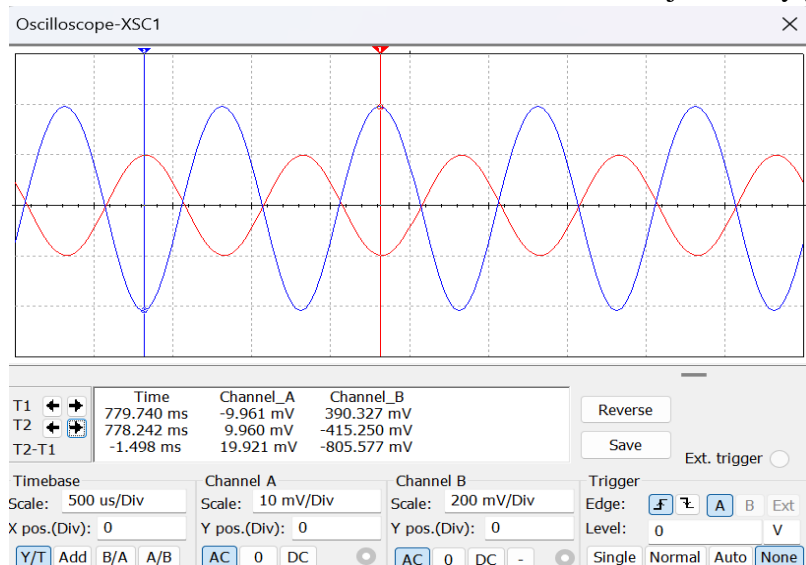 Oscilloscope-XSC1
Time Channel_A Channel_B
T1 779.740 ms -9.961 mV 390.327 mV
T2 778.242 ms 9.960 mV -415.250 mV
T2-T1 -1.498 ms 19.921 mV -805.577 mV
Reverse
Save
Ext. trigger
Timebase Channel A Channel B Trigger
Scale: 500 us/Div Scale: 10 mV/Div Scale: 200 mV/Div Edge: A B Ext
X pos.(Div): 0 Y pos.(Div): 0 Y pos.(Div): 0 Level: 0 V
Y/T Add B/A A/B AC 0 DC AC 0 DC - Single Normal Auto None